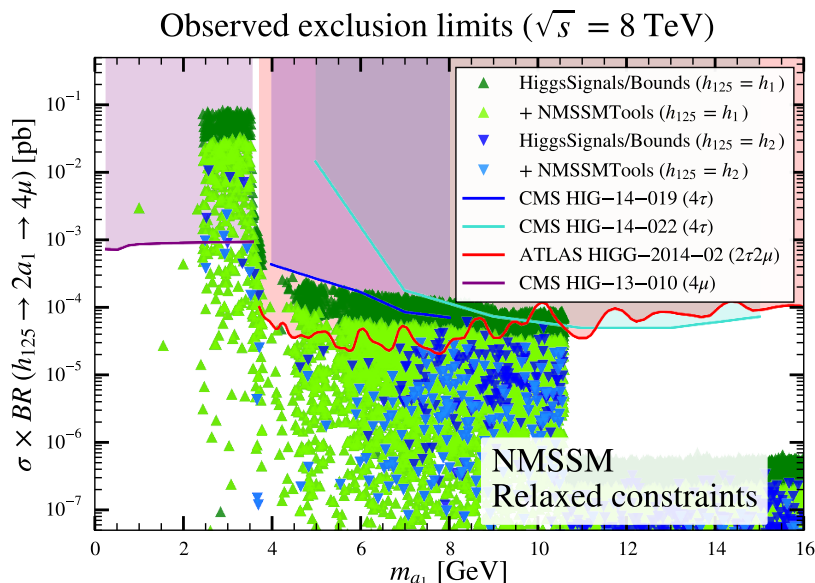 Observed exclusion limits (√s = 8 TeV)
HiggsSignals/Bounds (h₁₂₅ = h₁)
+ NMSSMTools (h₁₂₅ = h₁)
HiggsSignals/Bounds (h₁₂₅ = h₂)
+ NMSSMTools (h₁₂₅ = h₂)
CMS HIG−14−019 (4τ)
CMS HIG−14−022 (4τ)
ATLAS HIGG−2014−02 (2τ2μ)
CMS HIG−13−010 (4μ)
σ × BR (h₁₂₅ → 2a₁ → 4μ) [pb]
10⁻¹
10⁻²
10⁻³
10⁻⁴
10⁻⁵
10⁻⁶
10⁻⁷
NMSSM
Relaxed constraints
0 2 4 6 8 10 12 14 16
m_{a₁} [GeV]